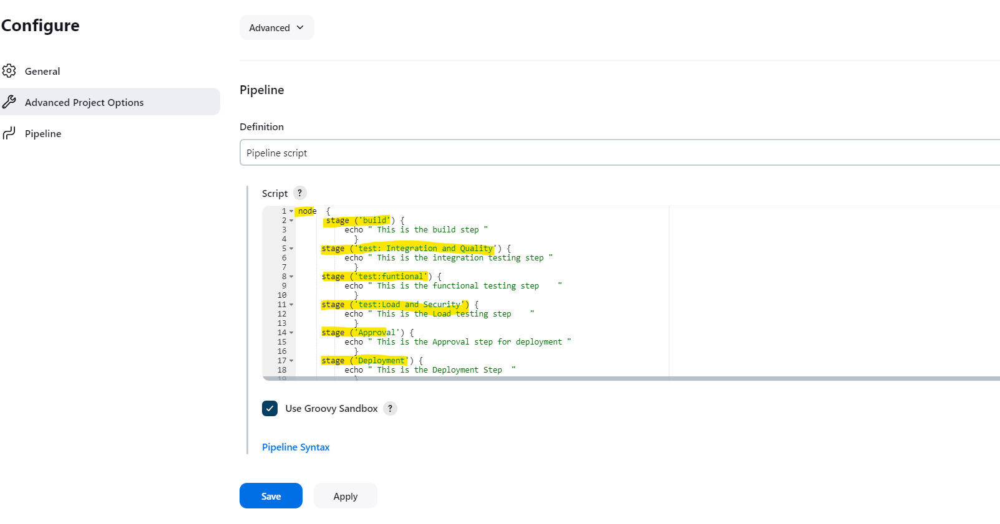 Configure
Advanced
General
Advanced Project Options
Pipeline
Pipeline
Definition
Pipeline script
Script ?
1 node {
2 stage ('build') {
3 echo " This is the build step "
4 }
5 stage ('test: Integration and Quality') {
6 echo " This is the integration testing step "
7 }
8 stage ('test:funtional') {
9 echo " This is the functional testing step "
10 }
11 stage ('test:Load and Security') {
12 echo " This is the Load testing step "
13 }
14 stage ('Approval') {
15 echo " This is the Approval step for deployment "
16 }
17 stage ('Deployment') {
18 echo " This is the Deployment Step "
19 }
Use Groovy Sandbox ?
Pipeline Syntax
Save
Apply